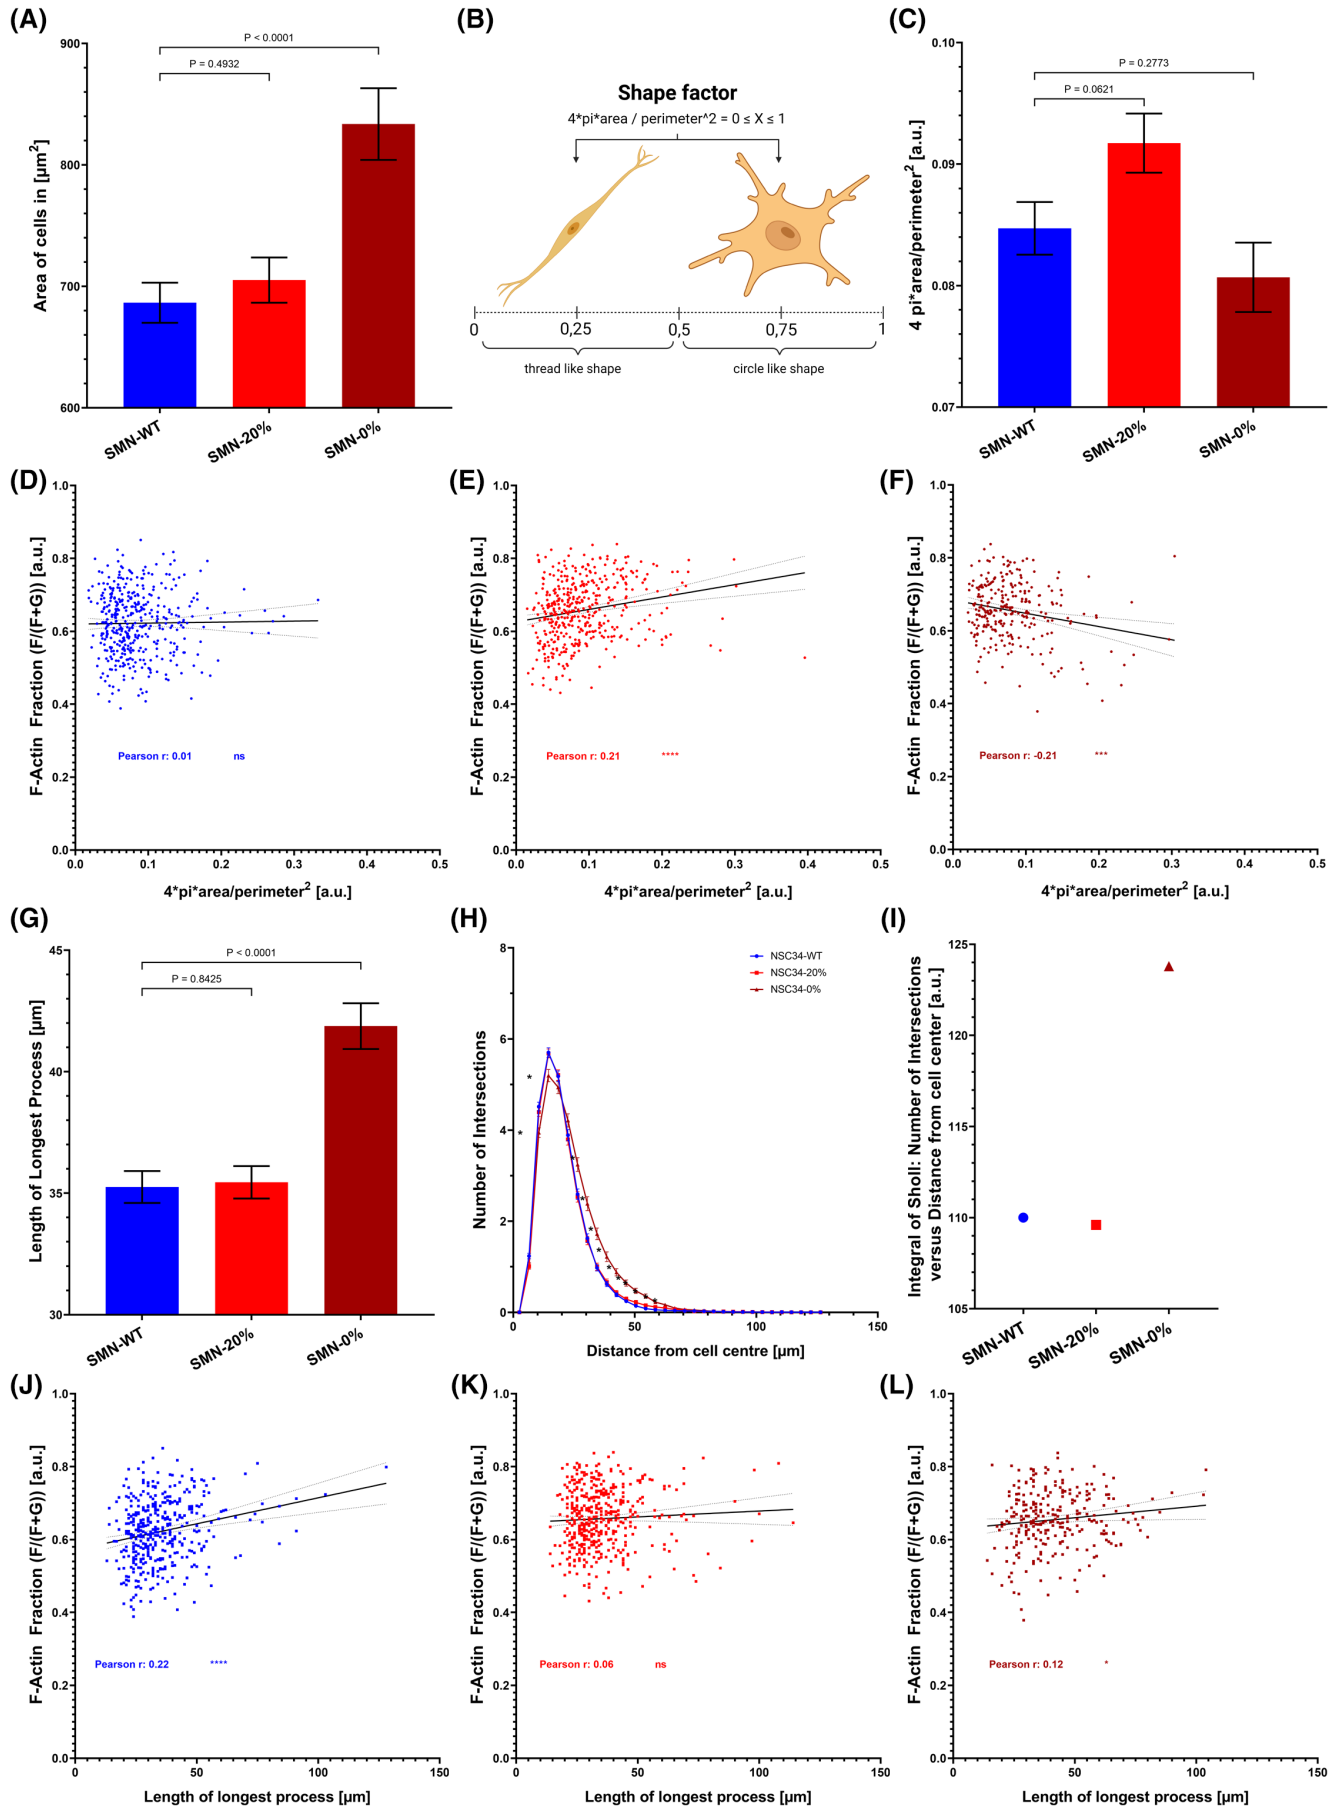 (A)
900
800
700
600
Area of cells in [µm²]
P < 0.0001
P = 0.4932
SMN-WT
SMN-20%
SMN-0%
(B)
Shape factor
4*pi*area / perimeter^2 = 0 ≤ X ≤ 1
0
0,25
0,5
0,75
1
thread like shape
circle like shape
(C)
0.10
0.09
0.08
0.07
4 pi*area/perimeter² [a.u.]
P = 0.2773
P = 0.0621
SMN-WT
SMN-20%
SMN-0%
(D)
1.0
0.8
0.6
0.4
0.2
0.0
F-Actin Fraction (F/(F+G)) [a.u.]
Pearson r: 0.01
ns
0.0
0.1
0.2
0.3
0.4
0.5
4*pi*area/perimeter² [a.u.]
(E)
1.0
0.8
0.6
0.4
0.2
0.0
F-Actin Fraction (F/(F+G)) [a.u.]
Pearson r: 0.21
****
0.0
0.1
0.2
0.3
0.4
0.5
4*pi*area/perimeter² [a.u.]
(F)
1.0
0.8
0.6
0.4
0.2
0.0
F-Actin Fraction (F/(F+G)) [a.u.]
Pearson r: -0.21
***
0.0
0.1
0.2
0.3
0.4
0.5
4*pi*area/perimeter² [a.u.]
(G)
45
40
35
30
Length of Longest Process [µm]
P < 0.0001
P = 0.8425
SMN-WT
SMN-20%
SMN-0%
(H)
8
6
4
2
0
Number of Intersections
NSC34-WT
NSC34-20%
NSC34-0%
0
50
100
150
Distance from cell centre [µm]
(I)
125
120
115
110
105
Integral of Sholl: Number of Intersections
versus Distance from cell center [a.u.]
SMN-WT
SMN-20%
SMN-0%
(J)
1.0
0.8
0.6
0.4
0.2
0.0
F-Actin Fraction (F/(F+G)) [a.u.]
Pearson r: 0.22
****
0
50
100
150
Length of longest process [µm]
(K)
1.0
0.8
0.6
0.4
0.2
0.0
F-Actin Fraction (F/(F+G)) [a.u.]
Pearson r: 0.06
ns
0
50
100
150
Length of longest process [µm]
(L)
1.0
0.8
0.6
0.4
0.2
0.0
F-Actin Fraction (F/(F+G)) [a.u.]
Pearson r: 0.12
*
0
50
100
150
Length of longest process [µm]